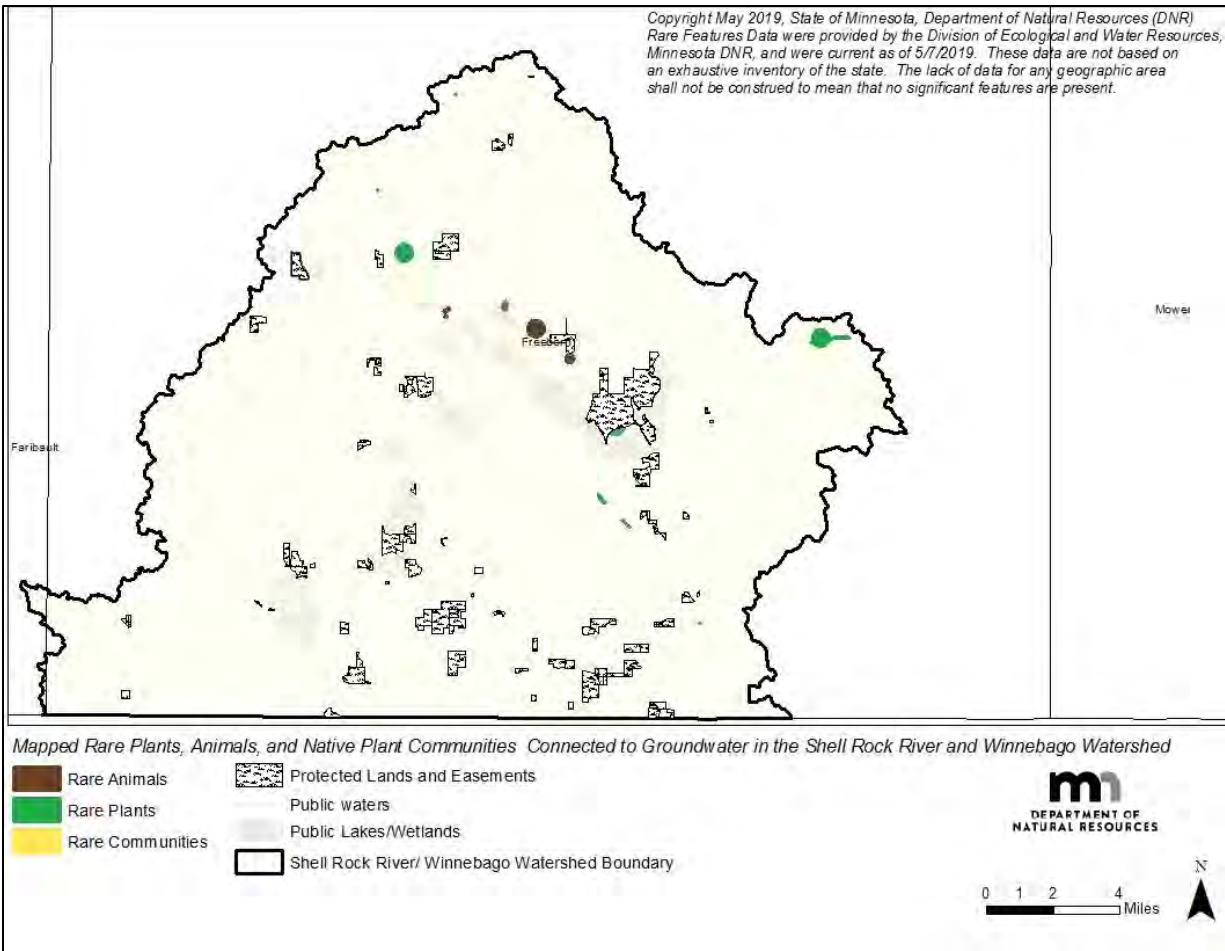 Copyright May 2019, State of Minnesota, Department of Natural Resources (DNR)
Rare Features Data were provided by the Division of Ecological and Water Resources,
Minnesota DNR, and were current as of 5/7/2019. These data are not based on
an exhaustive inventory of the state. The lack of data for any geographic area
shall not be construed to mean that no significant features are present.
Mower
Freeborn
Faribault
Mapped Rare Plants, Animals, and Native Plant Communities Connected to Groundwater in the Shell Rock River and Winnebago Watershed
Rare Animals
Rare Plants
Rare Communities
Protected Lands and Easements
Public waters
Public Lakes/Wetlands
Shell Rock River/ Winnebago Watershed Boundary
mn
DEPARTMENT OF
NATURAL RESOURCES
N
0 1 2 4
Miles